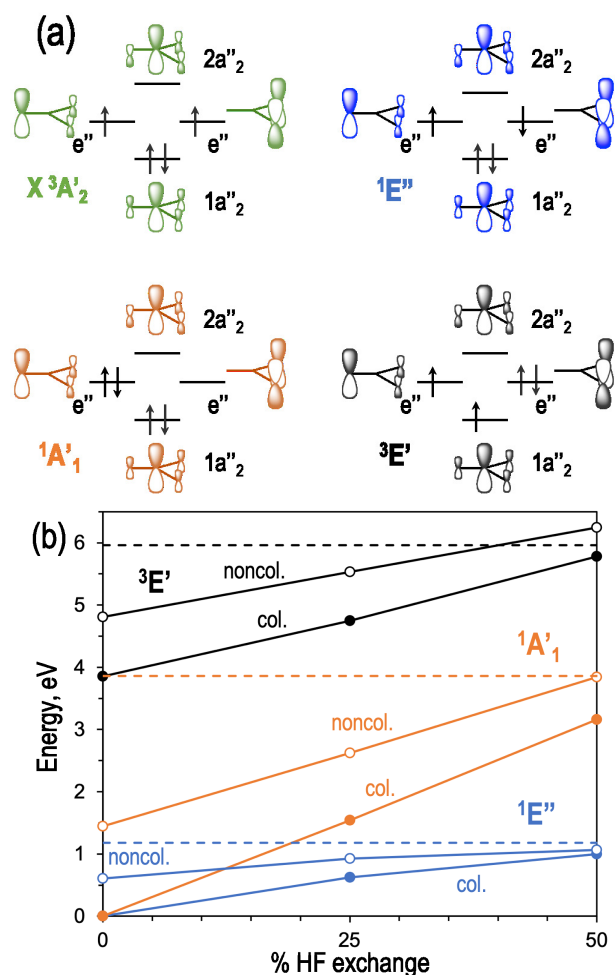 (a)
2a''₂
2a''₂
e''
e''
e''
e''
X ³A'₂
1a''₂
¹E''
1a''₂
2a''₂
2a''₂
e''
e''
e''
e''
¹A'₁
1a''₂
³E'
1a''₂
(b)
6
³E'
noncol.
5
col.
¹A'₁
4
Energy, eV
noncol.
3
2
col.
¹E''
1
noncol.
col.
0
0 25 50
% HF exchange